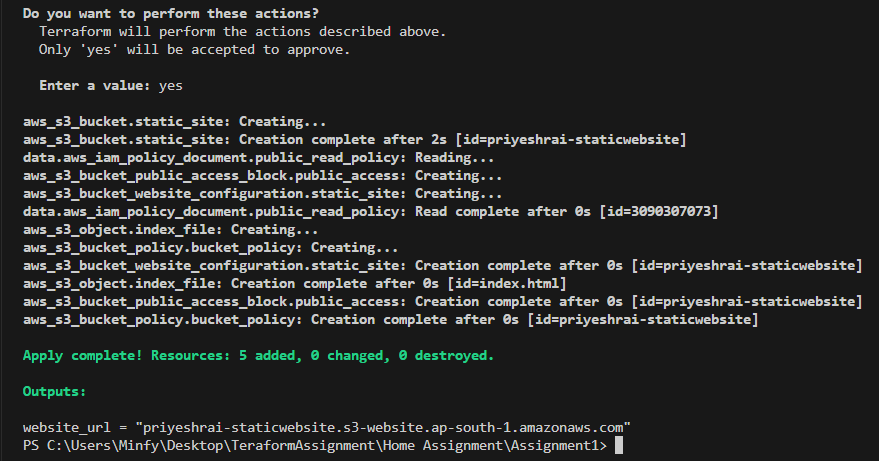 Do you want to perform these actions?
Terraform will perform the actions described above.
Only 'yes' will be accepted to approve.
Enter a value: yes
aws_s3_bucket.static_site: Creating...
aws_s3_bucket.static_site: Creation complete after 2s [id=priyeshrai-staticwebsite]
data.aws_iam_policy_document.public_read_policy: Reading...
aws_s3_bucket_public_access_block.public_access: Creating...
aws_s3_bucket_website_configuration.static_site: Creating...
data.aws_iam_policy_document.public_read_policy: Read complete after 0s [id=3090307073]
aws_s3_object.index_file: Creating...
aws_s3_bucket_policy.bucket_policy: Creating...
aws_s3_bucket_website_configuration.static_site: Creation complete after 0s [id=priyeshrai-staticwebsite]
aws_s3_object.index_file: Creation complete after 0s [id=index.html]
aws_s3_bucket_public_access_block.public_access: Creation complete after 0s [id=priyeshrai-staticwebsite]
aws_s3_bucket_policy.bucket_policy: Creation complete after 0s [id=priyeshrai-staticwebsite]
Apply complete! Resources: 5 added, 0 changed, 0 destroyed.
Outputs:
website_url = "priyeshrai-staticwebsite.s3-website.ap-south-1.amazonaws.com"
PS C:\Users\Minfy\Desktop\TeraformAssignment\Home Assignment\Assignment1>